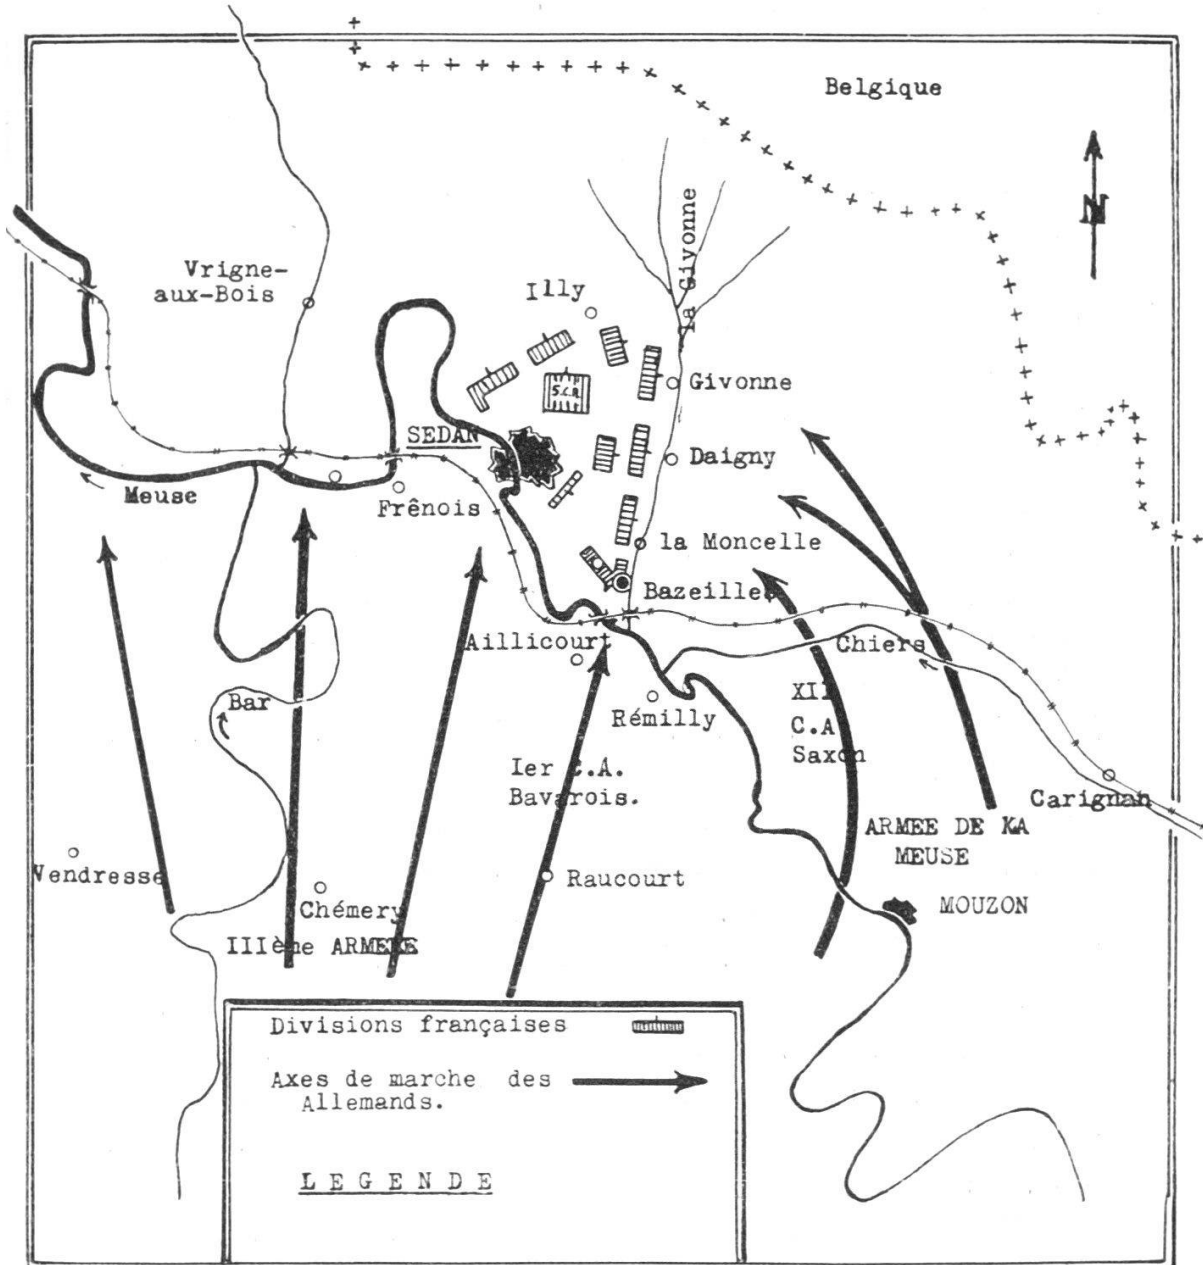 Belgique
N
La Givonne
Vrigne-
aux-Bois
Illy
S.C.R.
Givonne
SEDAN
Daigny
Meuse
Frênois
la Moncelle
Bazeilles
Aillicourt
Chiers
Bar
Rémilly
XII
C.A
Saxon
Ier C.A.
Bavarois.
Carignan
ARMEE DE KA
MEUSE
Vendresse
Raucourt
Chémery
MOUZON
IIIème ARMEE
Divisions françaises
Axes de marche des
Allemands.
LEGENDE